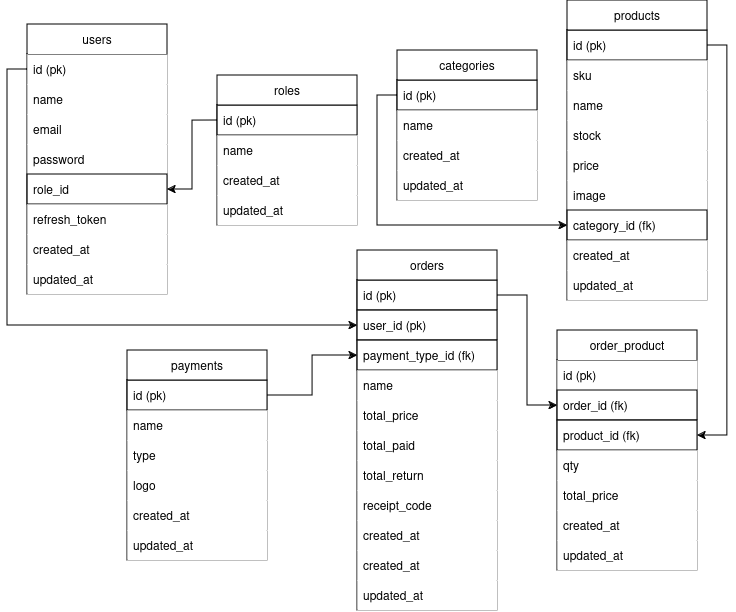 users
id (pk)
name
email
password
role_id
refresh_token
created_at
updated_at
roles
id (pk)
name
created_at
updated_at
categories
id (pk)
name
created_at
updated_at
products
id (pk)
sku
name
stock
price
image
category_id (fk)
created_at
updated_at
payments
id (pk)
name
type
logo
created_at
updated_at
orders
id (pk)
user_id (pk)
payment_type_id (fk)
name
total_price
total_paid
total_return
receipt_code
created_at
created_at
updated_at
order_product
id (pk)
order_id (fk)
product_id (fk)
qty
total_price
created_at
updated_at